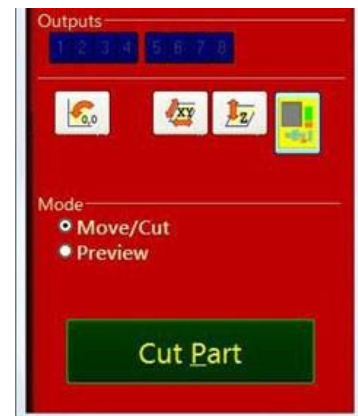 Outputs
1 2 3 4 5 6 7 8
0,0 XY Z
Mode
Move/Cut
Preview
Cut Part